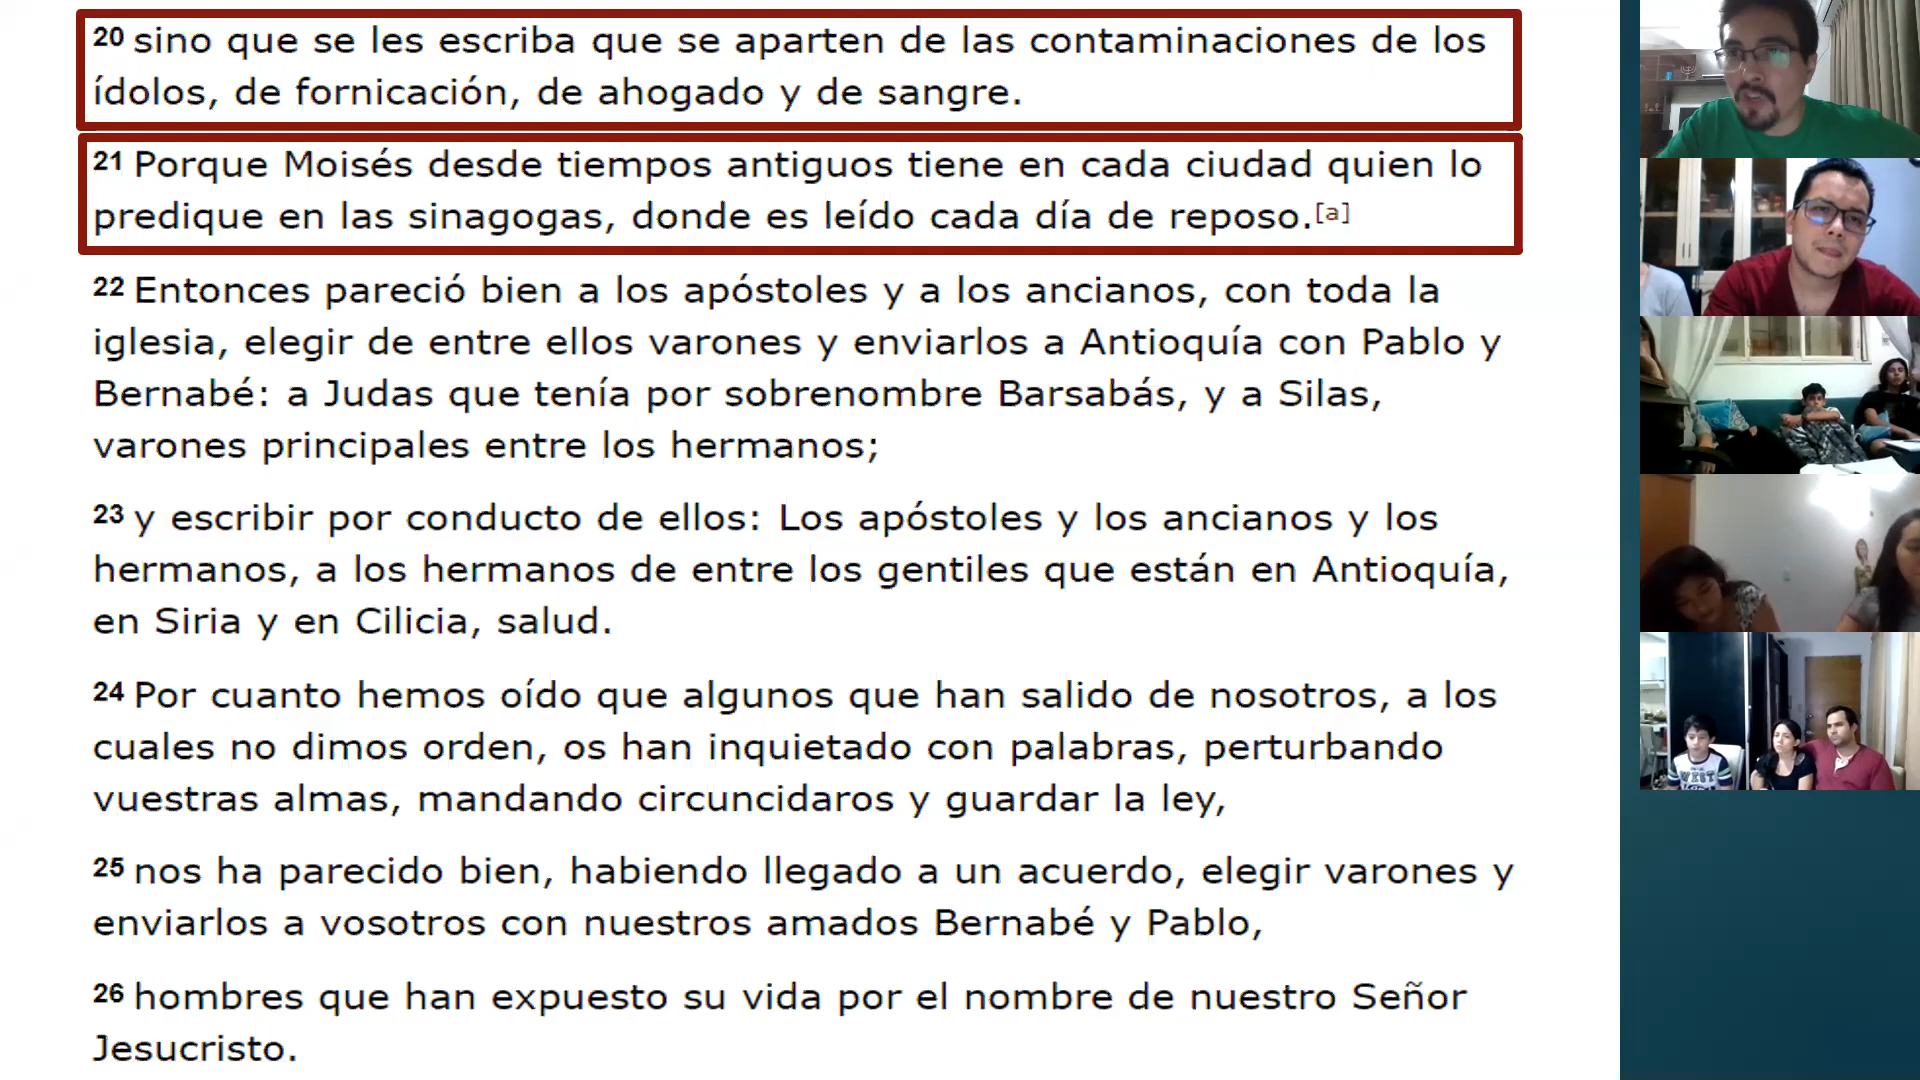 20 sino que se les escriba que se aparten de las contaminaciones de los
ídolos, de fornicación, de ahogado y de sangre.
21 Porque Moisés desde tiempos antiguos tiene en cada ciudad quien lo
predique en las sinagogas, donde es leído cada día de reposo.[a]
22 Entonces pareció bien a los apóstoles y a los ancianos, con toda la
iglesia, elegir de entre ellos varones y enviarlos a Antioquía con Pablo y
Bernabé: a Judas que tenía por sobrenombre Barsabás, y a Silas,
varones principales entre los hermanos;
23 y escribir por conducto de ellos: Los apóstoles y los ancianos y los
hermanos, a los hermanos de entre los gentiles que están en Antioquía,
en Siria y en Cilicia, salud.
24 Por cuanto hemos oído que algunos que han salido de nosotros, a los
cuales no dimos orden, os han inquietado con palabras, perturbando
vuestras almas, mandando circuncidaros y guardar la ley,
25 nos ha parecido bien, habiendo llegado a un acuerdo, elegir varones y
enviarlos a vosotros con nuestros amados Bernabé y Pablo,
26 hombres que han expuesto su vida por el nombre de nuestro Señor
Jesucristo.